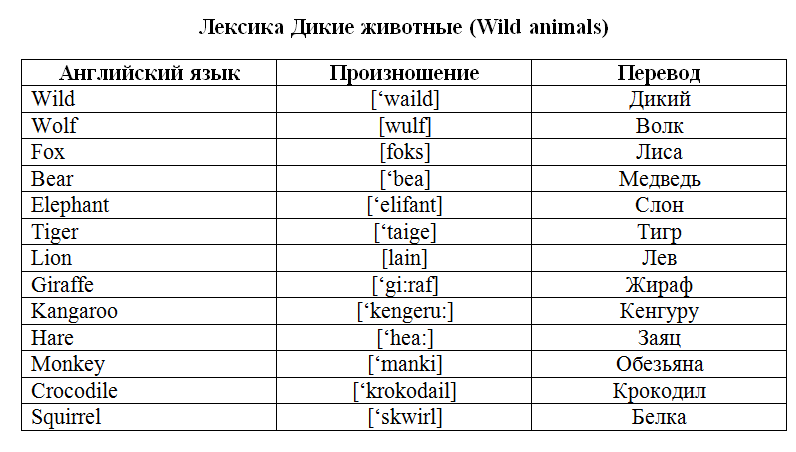 Лексика Дикие животные (Wild animals)
Английский язык Произношение Перевод
Wild [‘waild] Дикий
Wolf [wulf] Волк
Fox [foks] Лиса
Bear [‘bea] Медведь
Elephant [‘elifant] Слон
Tiger [‘taige] Тигр
Lion [lain] Лев
Giraffe [‘gi:raf] Жираф
Kangaroo [‘kengeru:] Кенгуру
Hare [‘hea:] Заяц
Monkey [‘manki] Обезьяна
Crocodile [‘krokodail] Крокодил
Squirrel [‘skwirl] Белка